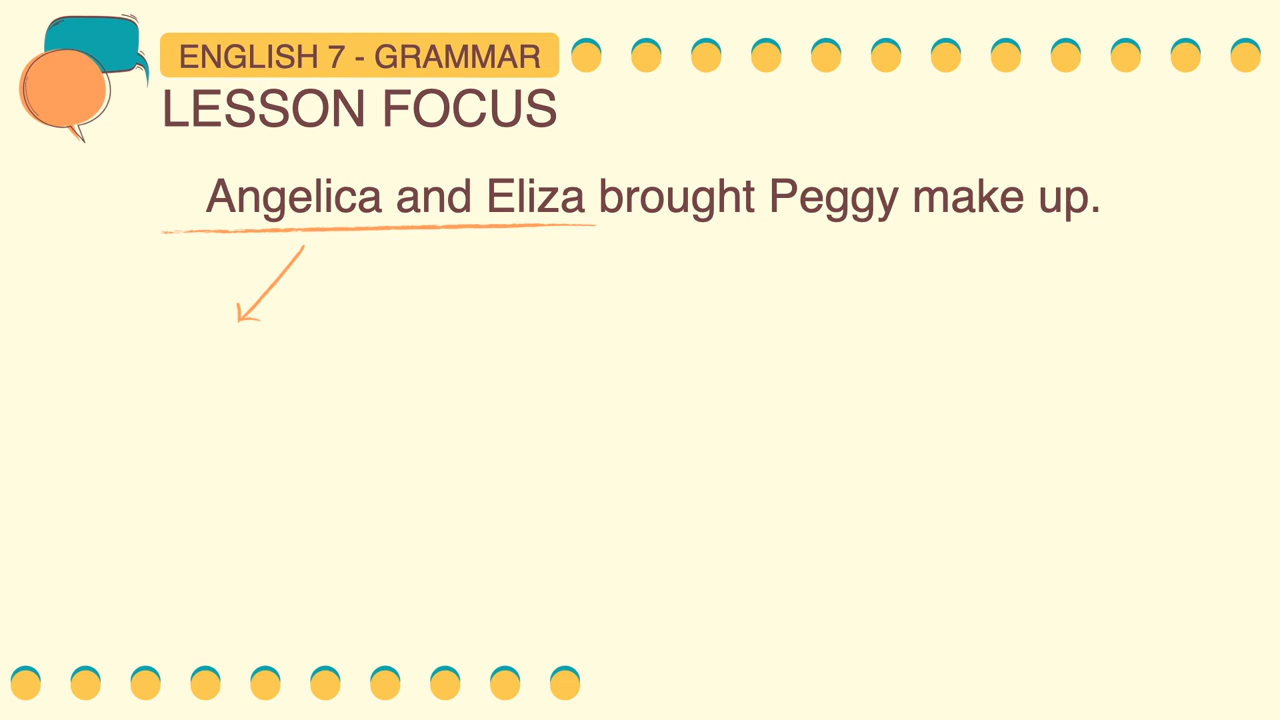 ENGLISH 7 - GRAMMAR
LESSON FOCUS
Angelica and Eliza brought Peggy make up.